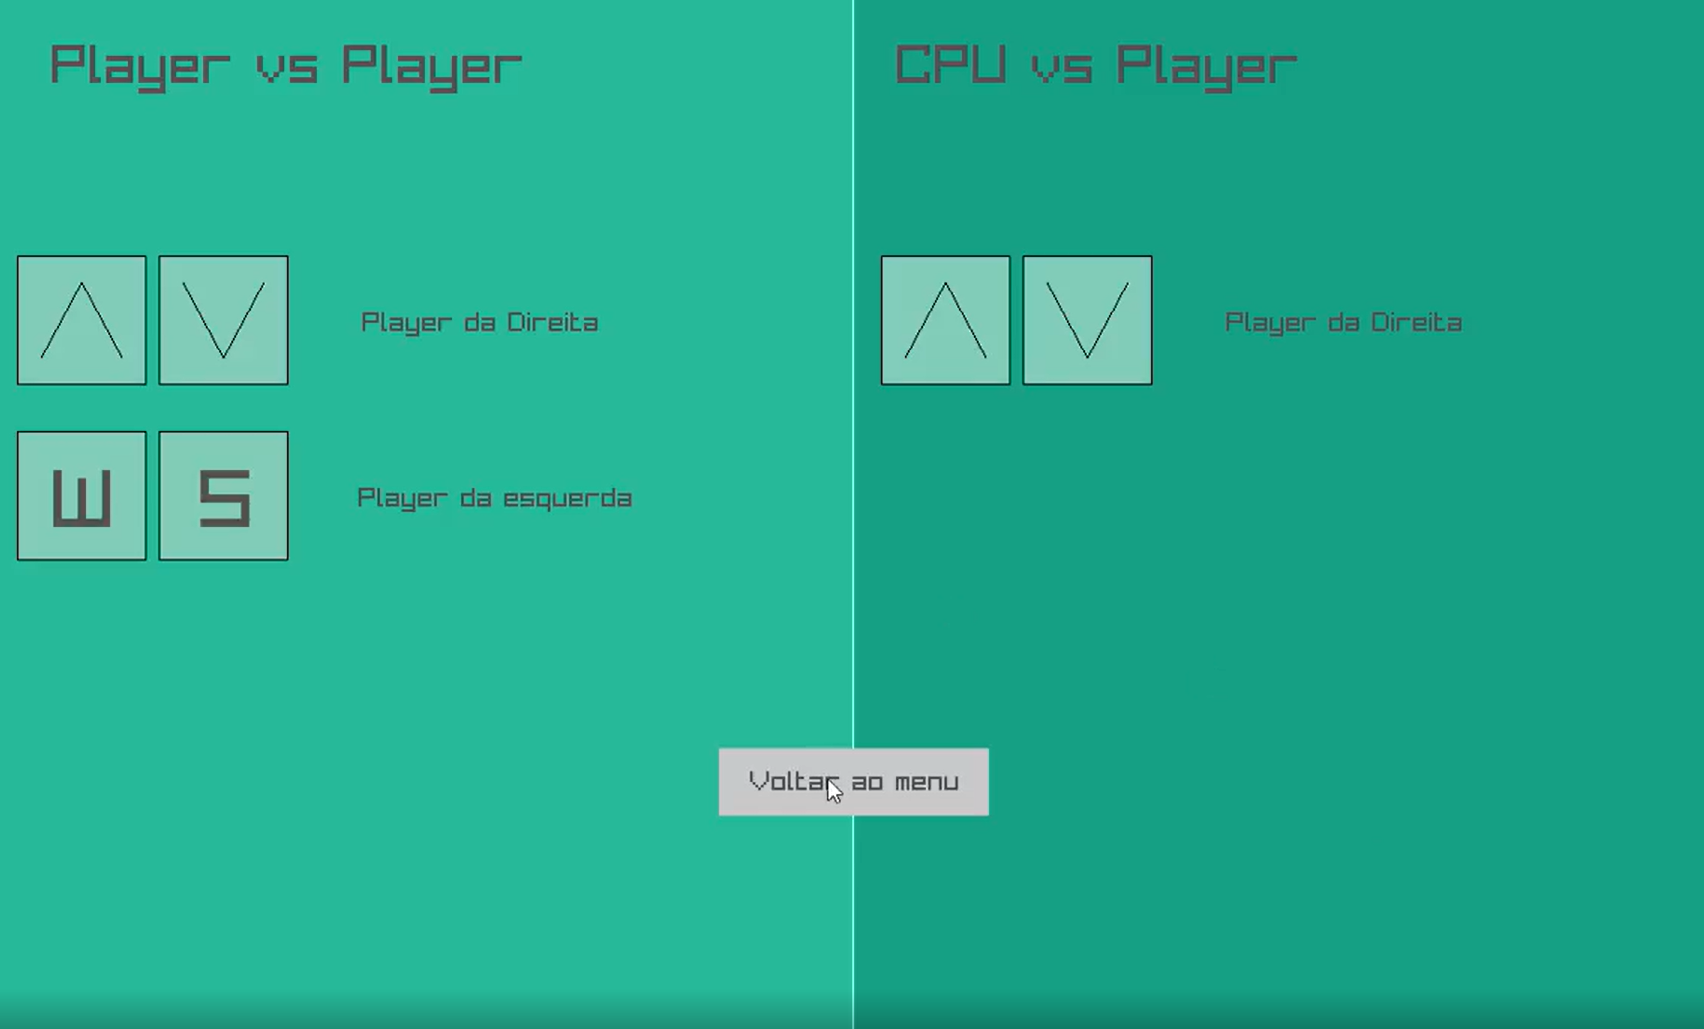 Player vs Player
Player da Direita
W S
Player da esquerda
CPU vs Player
Player da Direita
Voltar ao menu